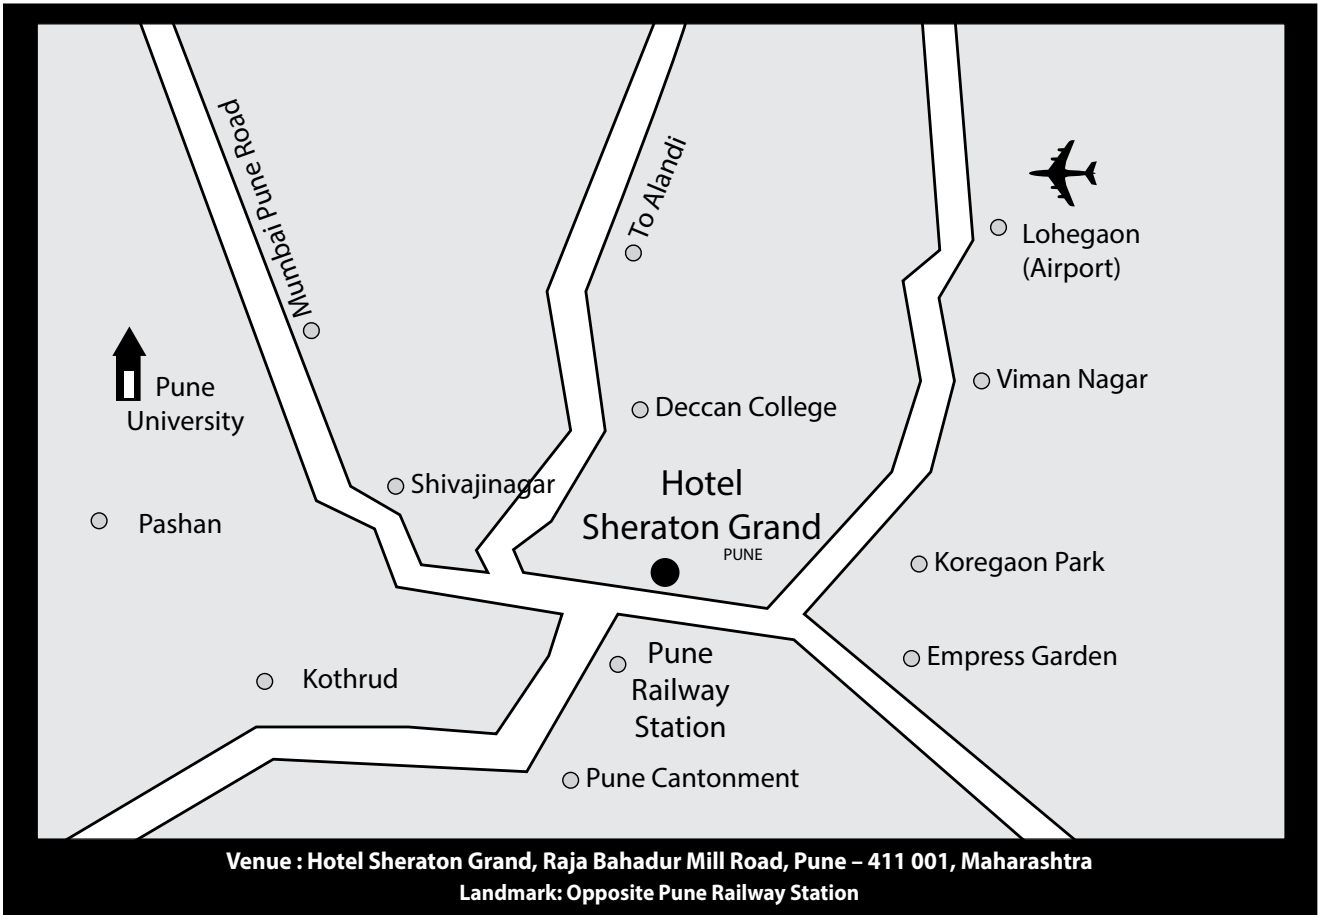 Mumbai Pune Road
To Alandi
Lohegaon
(Airport)
Pune
University
Viman Nagar
Deccan College
Shivajinagar
Hotel
Sheraton Grand
PUNE
Pashan
Koregaon Park
Kothrud
Pune
Railway
Station
Empress Garden
Pune Cantonment
Venue : Hotel Sheraton Grand, Raja Bahadur Mill Road, Pune – 411 001, Maharashtra
Landmark: Opposite Pune Railway Station